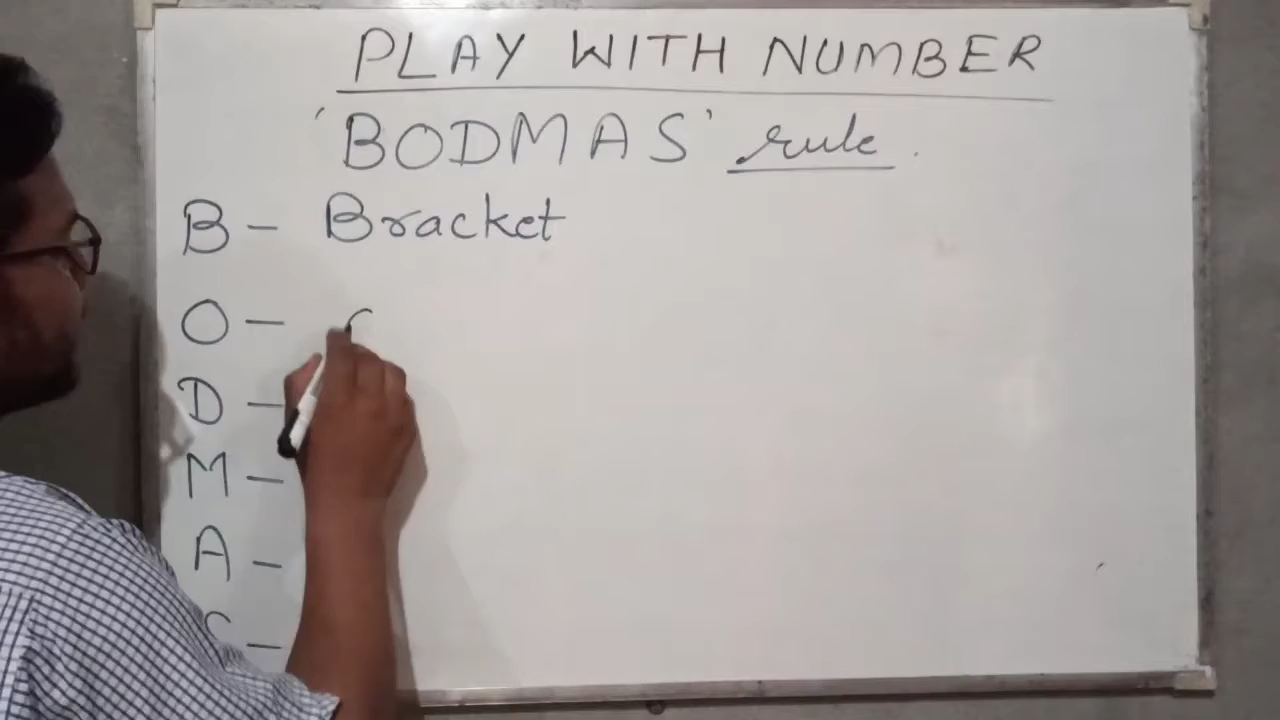 PLAY WITH NUMBER
'BODMAS' rule.
B - Bracket
O -
D -
M -
A -
S -